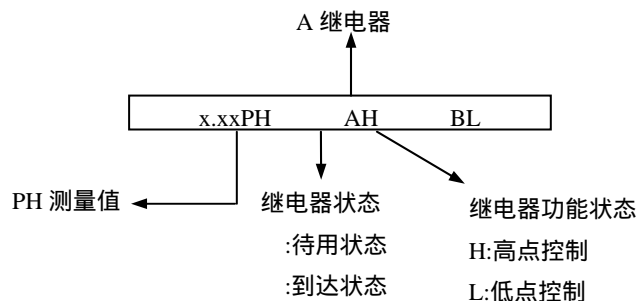 A 继电器
x.xxPH AH BL
PH 测量值
继电器状态
:待用状态
:到达状态
继电器功能状态
H:高点控制
L:低点控制